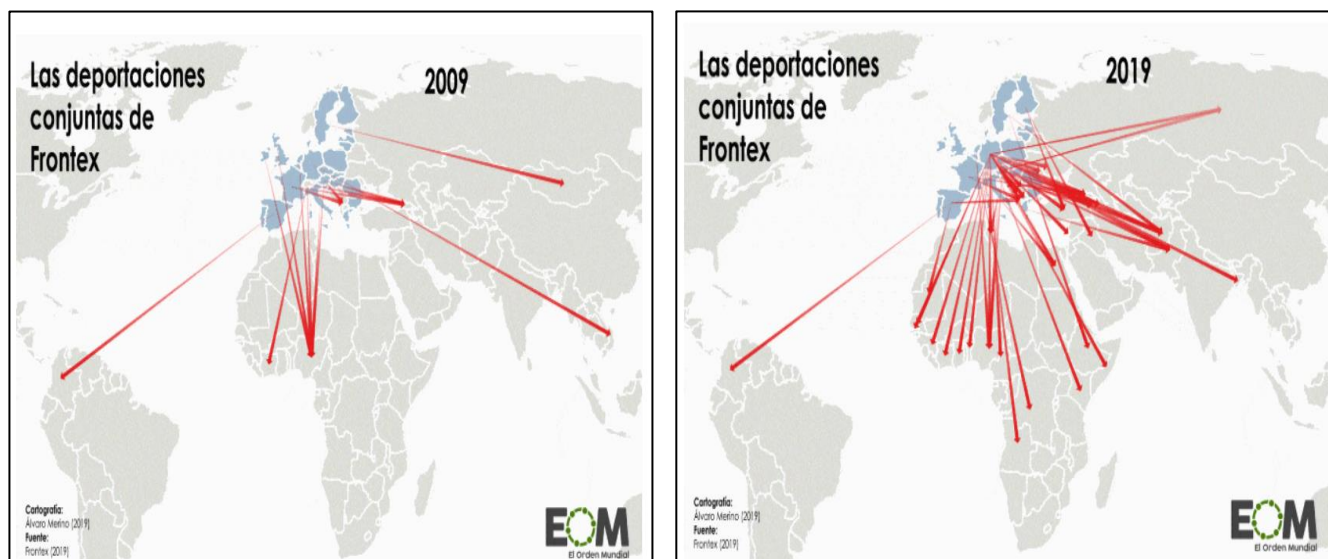 Las deportaciones
conjuntas de
Frontex
2009
Cartografía:
Álvaro Merino (2019)
Fuente:
Frontex (2019)
EOM
El Orden Mundial
Las deportaciones
conjuntas de
Frontex
2019
Cartografía:
Álvaro Merino (2019)
Fuente:
Frontex (2019)
EOM
El Orden Mundial